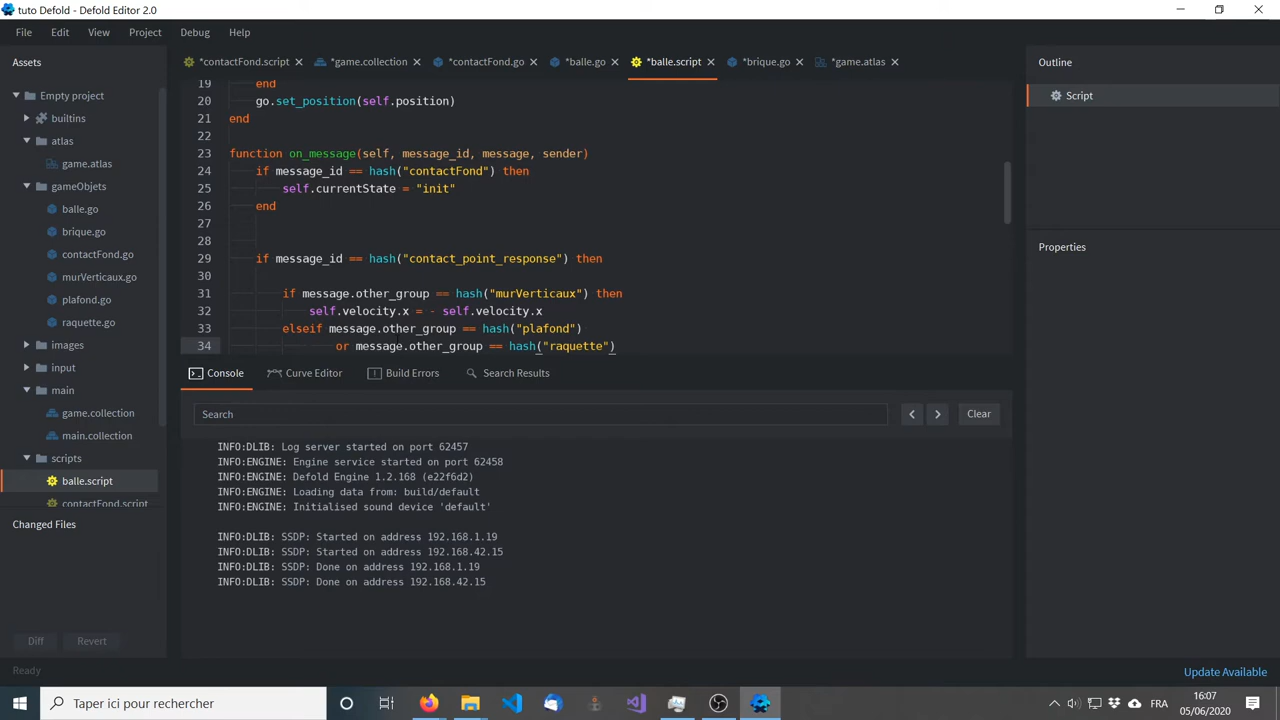 tuto Defold - Defold Editor 2.0
File Edit View Project Debug Help
Assets
Empty project
builtins
atlas
game.atlas
gameObjets
balle.go
brique.go
contactFond.go
murVerticaux.go
plafond.go
raquette.go
images
input
main
game.collection
main.collection
scripts
balle.script
contactFond.script
Changed Files
Diff Revert
Ready
*contactFond.script *game.collection *contactFond.go *balle.go *balle.script *brique.go *game.atlas
19 end
20 go.set_position(self.position)
21 end
22
23 function on_message(self, message_id, message, sender)
24 if message_id == hash("contactFond") then
25 self.currentState = "init"
26 end
27
28
29 if message_id == hash("contact_point_response") then
30
31 if message.other_group == hash("murVerticaux") then
32 self.velocity.x = - self.velocity.x
33 elseif message.other_group == hash("plafond")
34 or message.other_group == hash("raquette")
Console Curve Editor Build Errors Search Results
Search
Clear
INFO:DLIB: Log server started on port 62457
INFO:ENGINE: Engine service started on port 62458
INFO:ENGINE: Defold Engine 1.2.168 (e22f6d2)
INFO:ENGINE: Loading data from: build/default
INFO:ENGINE: Initialised sound device 'default'
INFO:DLIB: SSDP: Started on address 192.168.1.19
INFO:DLIB: SSDP: Started on address 192.168.42.15
INFO:DLIB: SSDP: Done on address 192.168.1.19
INFO:DLIB: SSDP: Done on address 192.168.42.15
Outline
Script
Properties
Update Available
Taper ici pour rechercher
FRA
16:07
05/06/2020